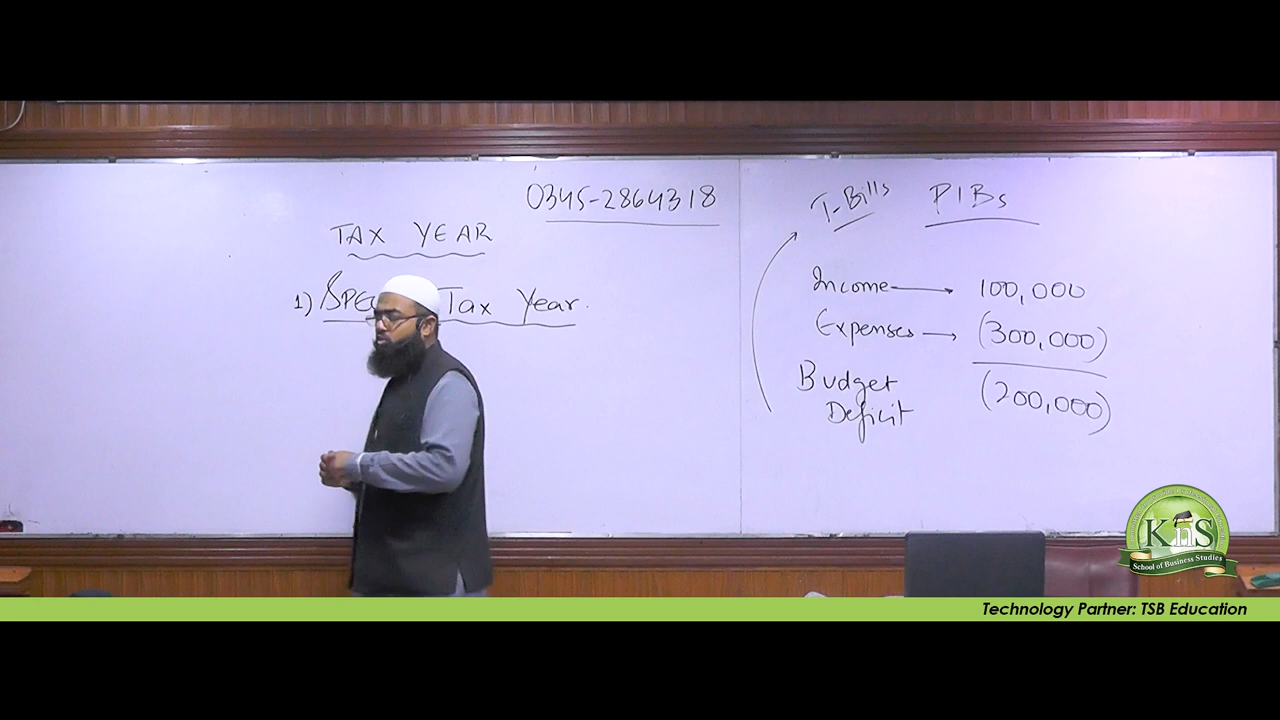 0345-2864318
TAX YEAR
1) Tax Year.
T-Bills PIBs
Income → 100,000
Expenses → (300,000)
Budget Deficit (200,000)
KnS
School of Business Studies
Technology Partner: TSB Education